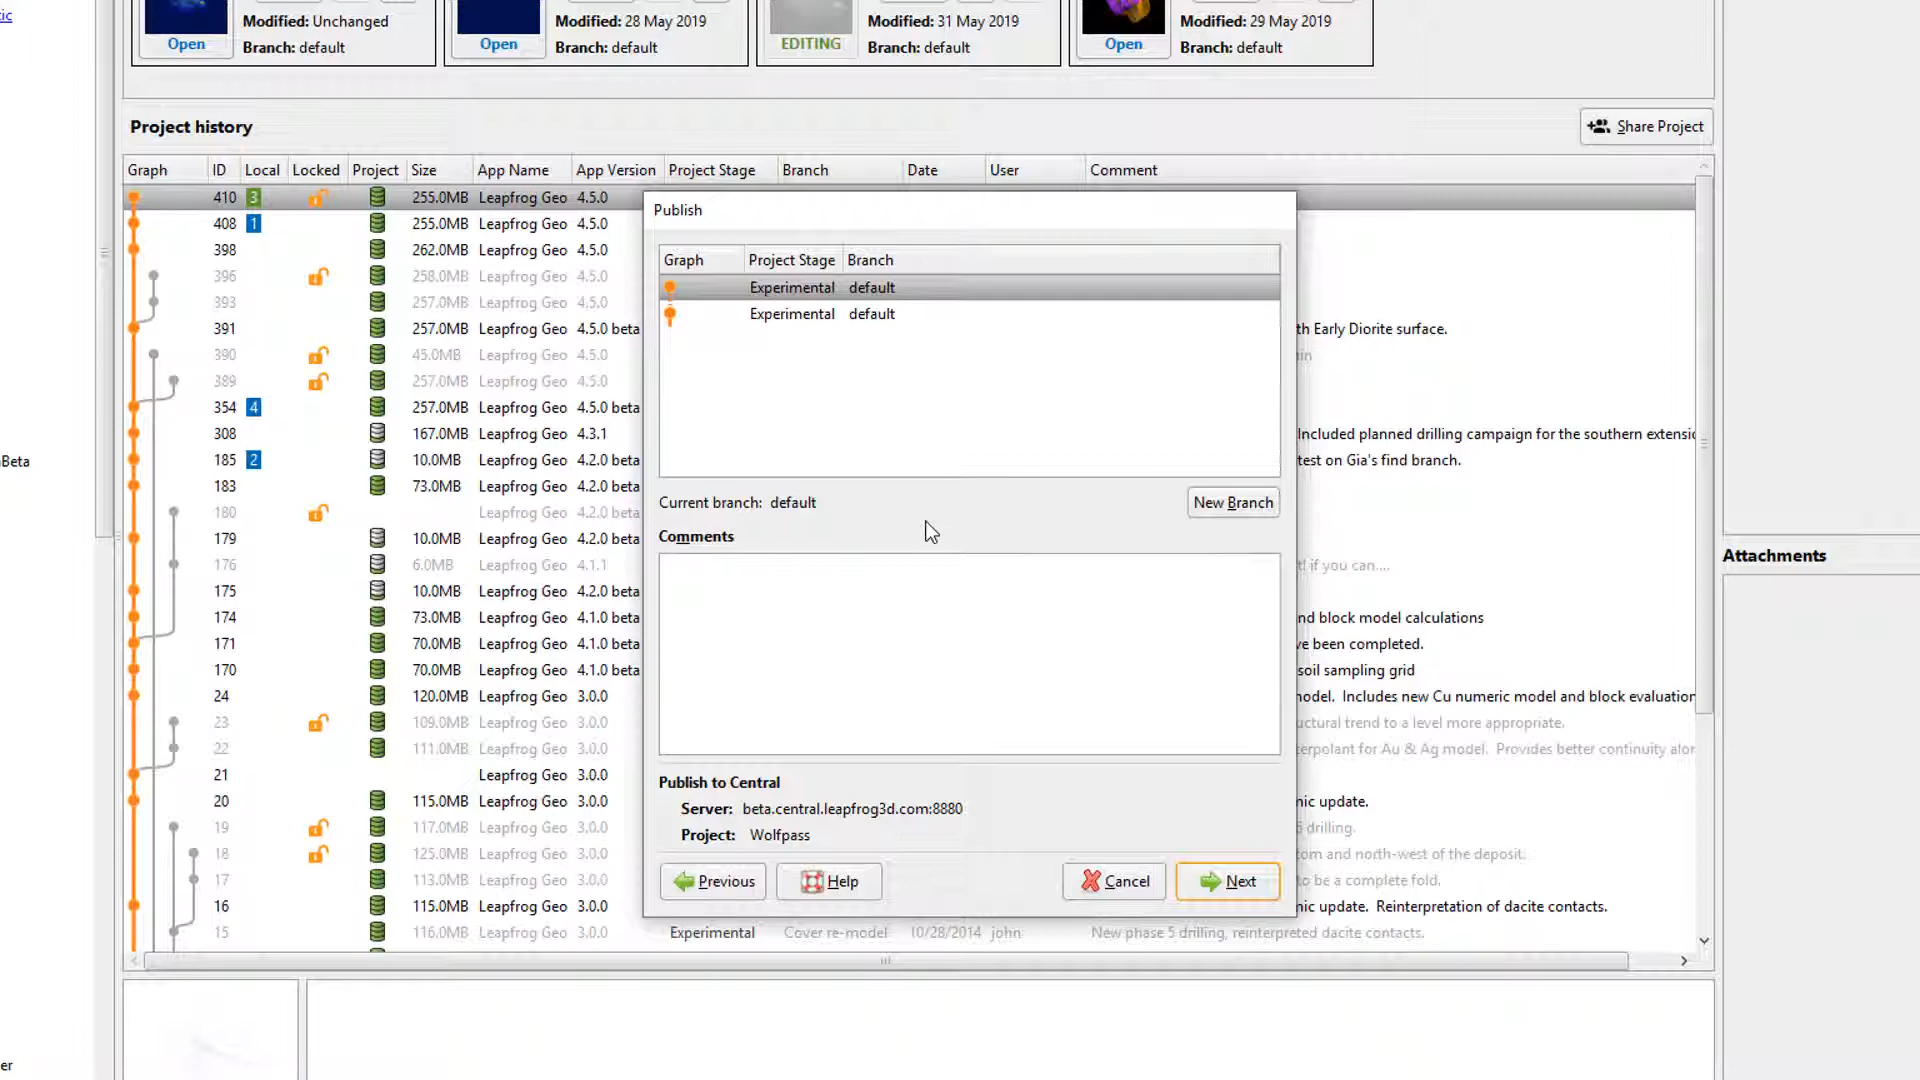 tic
Modified: Unchanged
Open
Branch: default
Modified: 28 May 2019
Open
Branch: default
Modified: 31 May 2019
EDITING
Branch: default
Modified: 29 May 2019
Open
Branch: default
Project history
Share Project
Graph ID Local Locked Project Size App Name App Version Project Stage Branch Date User Comment
410 3 255.0MB Leapfrog Geo 4.5.0
408 1 255.0MB Leapfrog Geo 4.5.0
398 262.0MB Leapfrog Geo 4.5.0
396 258.0MB Leapfrog Geo 4.5.0
393 257.0MB Leapfrog Geo 4.5.0
391 257.0MB Leapfrog Geo 4.5.0 beta th Early Diorite surface.
390 45.0MB Leapfrog Geo 4.5.0 in
389 257.0MB Leapfrog Geo 4.5.0
354 4 257.0MB Leapfrog Geo 4.5.0 beta
308 167.0MB Leapfrog Geo 4.3.1 Included planned drilling campaign for the southern extensio
185 2 10.0MB Leapfrog Geo 4.2.0 beta test on Gia's find branch.
183 73.0MB Leapfrog Geo 4.2.0 beta
180 Leapfrog Geo 4.2.0 beta
179 10.0MB Leapfrog Geo 4.2.0 beta
176 6.0MB Leapfrog Geo 4.1.1 ! if you can....
175 10.0MB Leapfrog Geo 4.2.0 beta
174 73.0MB Leapfrog Geo 4.1.0 beta nd block model calculations
171 70.0MB Leapfrog Geo 4.1.0 beta ve been completed.
170 70.0MB Leapfrog Geo 4.1.0 beta soil sampling grid
24 120.0MB Leapfrog Geo 3.0.0 model. Includes new Cu numeric model and block evaluation
23 109.0MB Leapfrog Geo 3.0.0 uctural trend to a level more appropriate.
22 111.0MB Leapfrog Geo 3.0.0 erpolant for Au & Ag model. Provides better continuity alor
21 Leapfrog Geo 3.0.0
20 115.0MB Leapfrog Geo 3.0.0 nic update.
19 117.0MB Leapfrog Geo 3.0.0 5 drilling.
18 125.0MB Leapfrog Geo 3.0.0 tom and north-west of the deposit.
17 113.0MB Leapfrog Geo 3.0.0 to be a complete fold.
16 115.0MB Leapfrog Geo 3.0.0 nic update. Reinterpretation of dacite contacts.
15 116.0MB Leapfrog Geo 3.0.0 Experimental Cover re-model 10/28/2014 john New phase 5 drilling, reinterpreted dacite contacts.
Publish
Graph Project Stage Branch
Experimental default
Experimental default
Current branch: default
New Branch
Comments
Publish to Central
Server: beta.central.leapfrog3d.com:8880
Project: Wolfpass
Previous
Help
Cancel
Next
Attachments
Beta
er